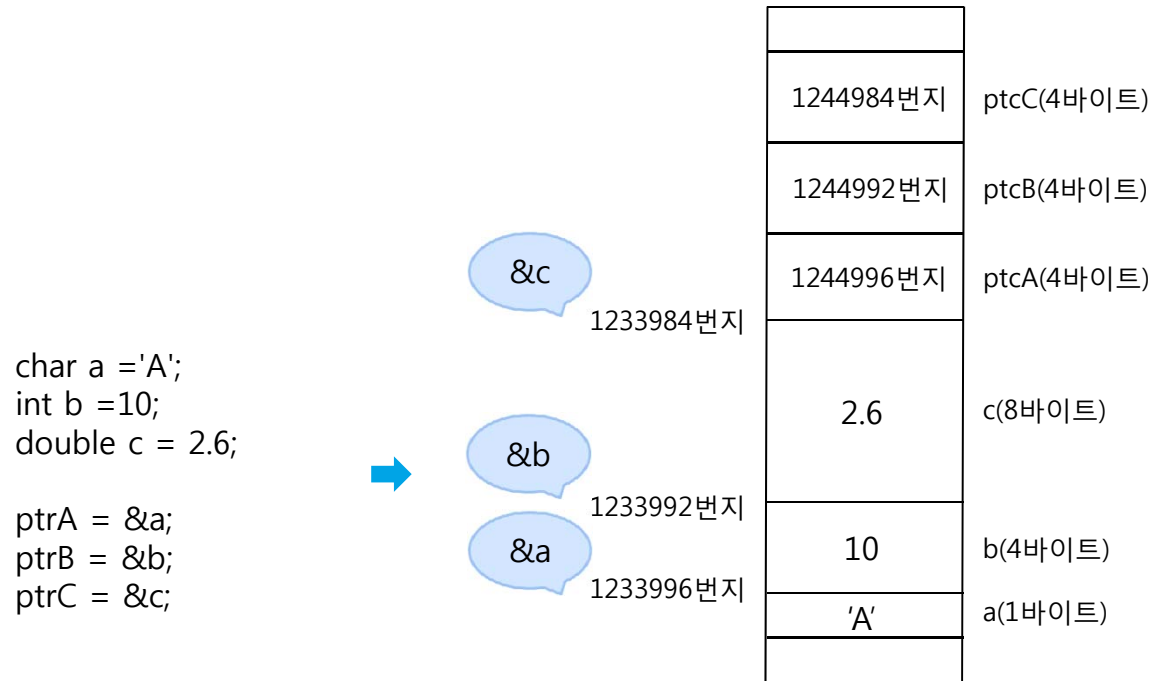 char a ='A';
int b =10;
double c = 2.6;
ptrA = &a;
ptrB = &b;
ptrC = &c;
&c
1233984번지
&b
1233992번지
&a
1233996번지
1244984번지 ptcC(4바이트)
1244992번지 ptcB(4바이트)
1244996번지 ptcA(4바이트)
2.6 c(8바이트)
10 b(4바이트)
'A' a(1바이트)